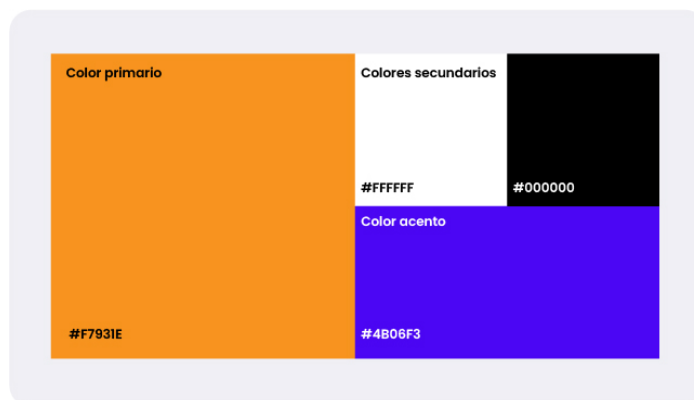 Color primario
#F7931E
Colores secundarios
#FFFFFF
#000000
Color acento
#4B06F3